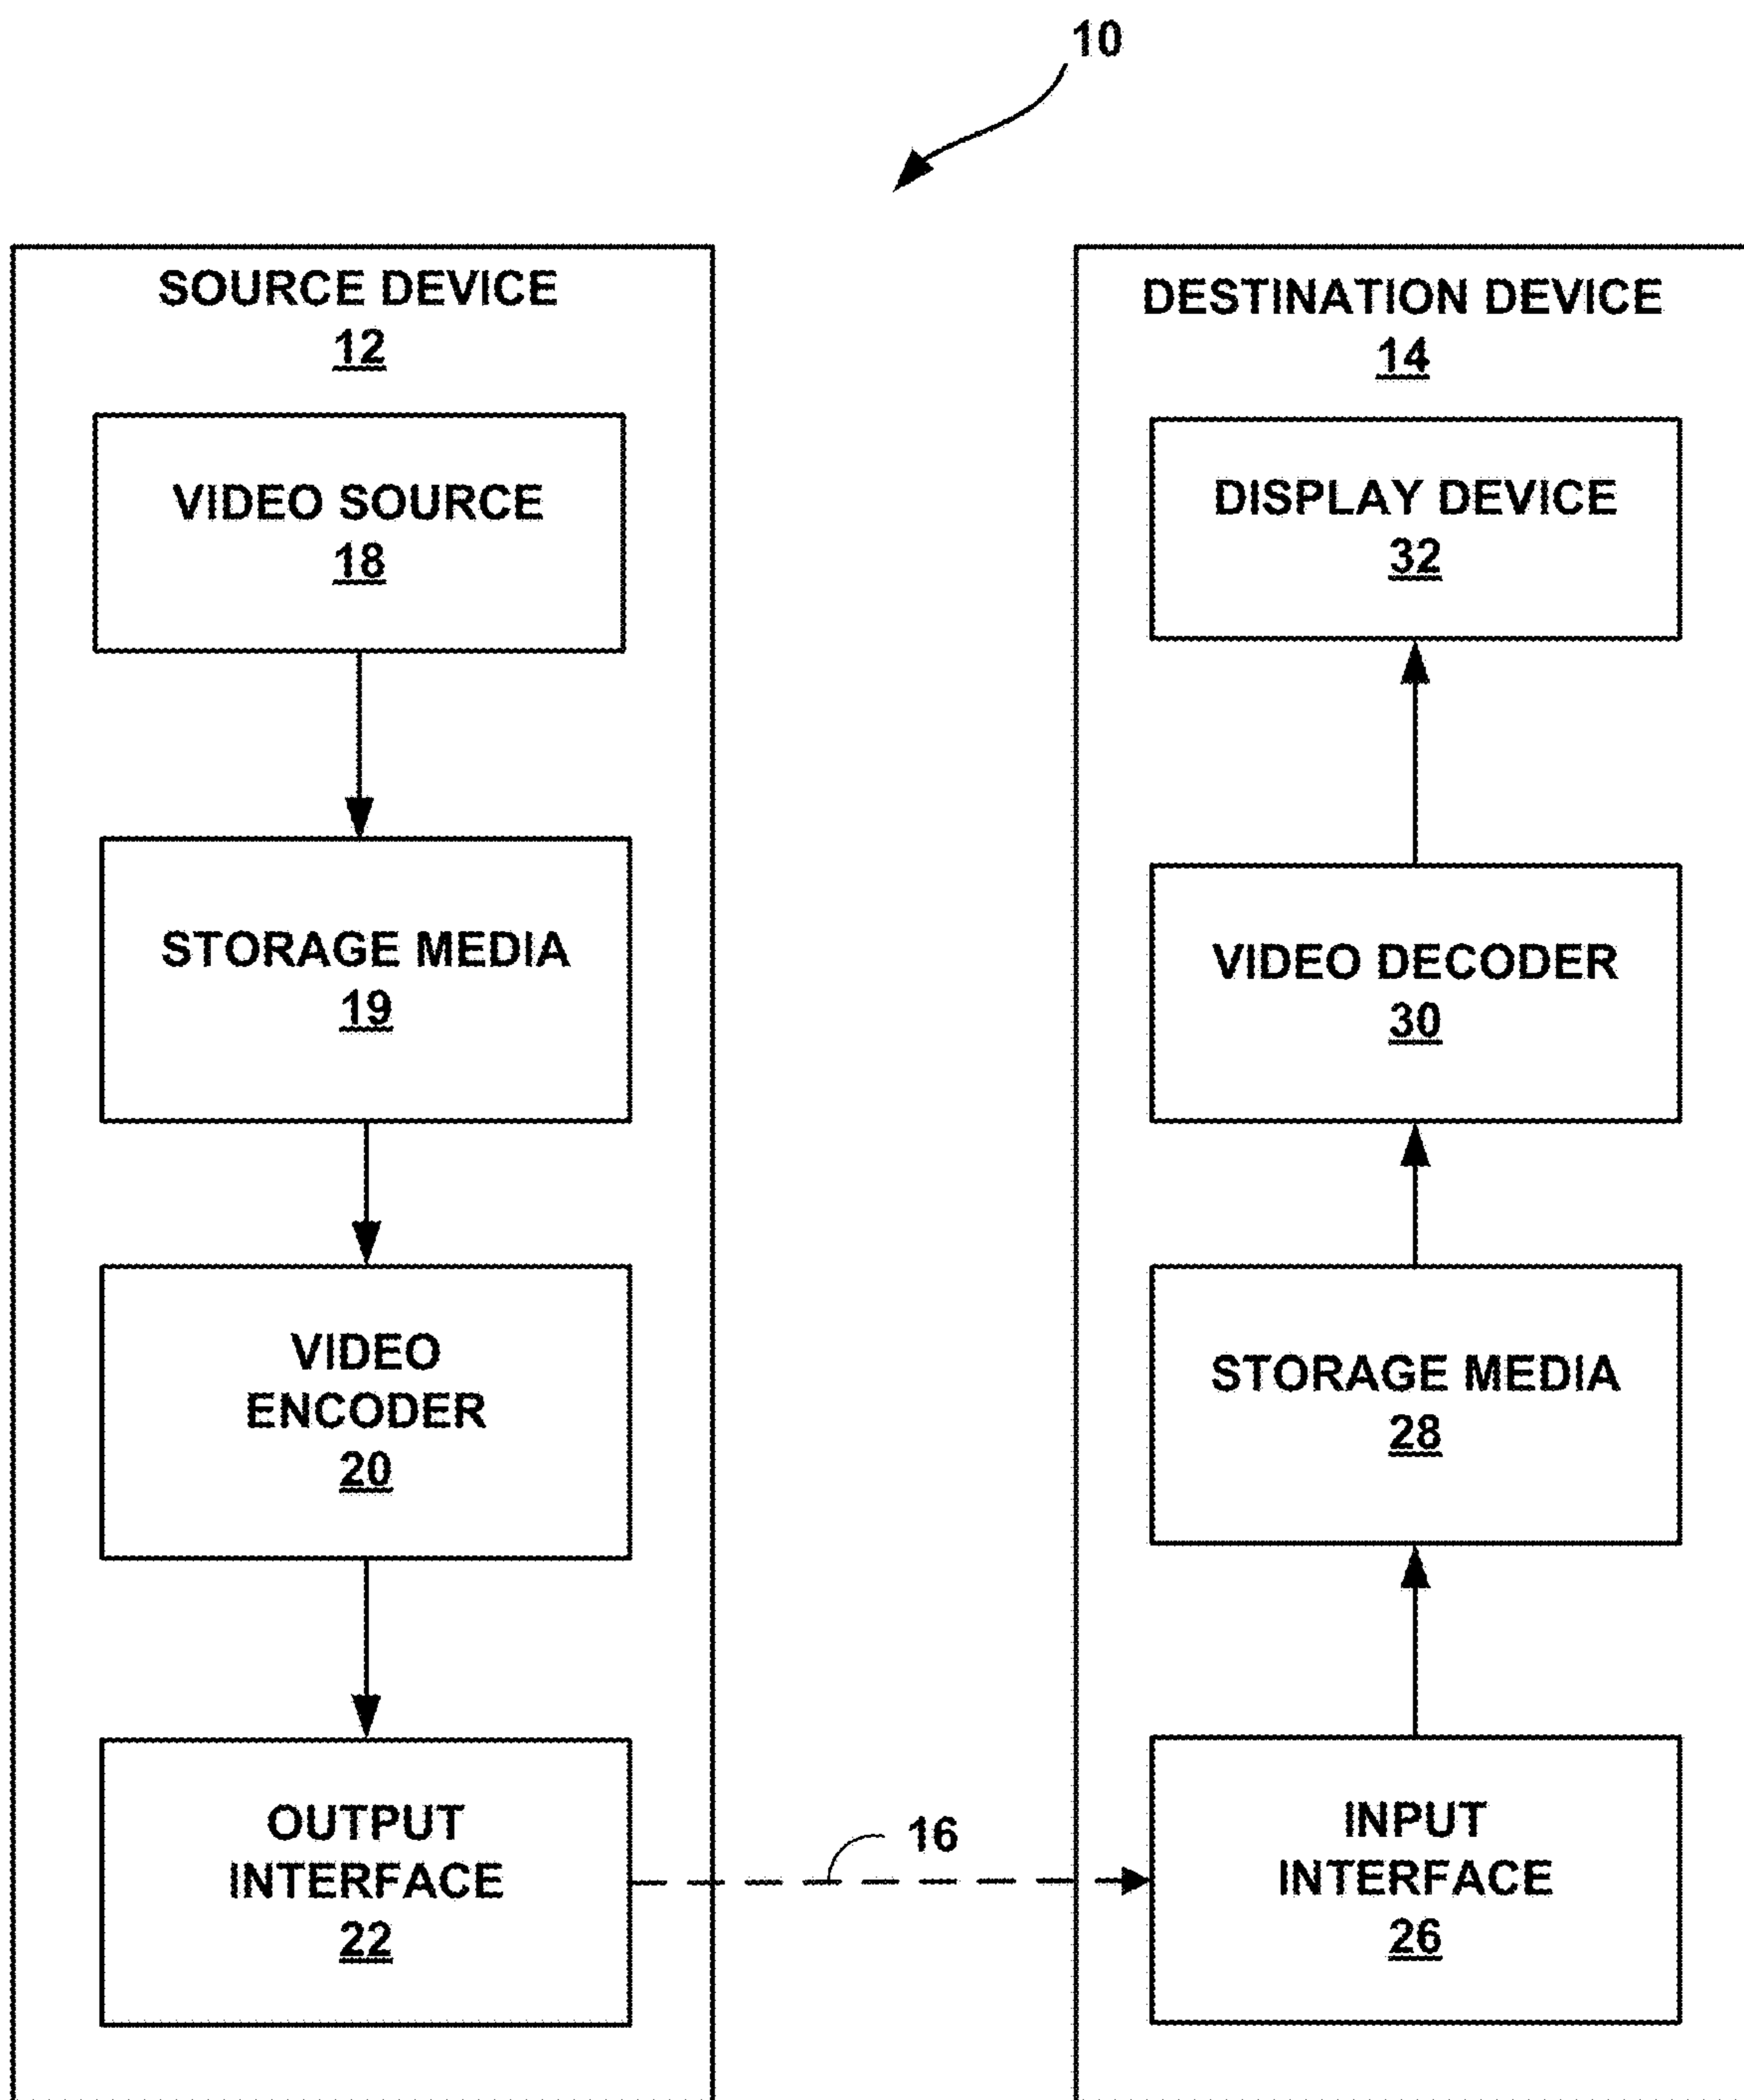 10
SOURCE DEVICE
12
VIDEO SOURCE
18
STORAGE MEDIA
19
VIDEO
ENCODER
20
OUTPUT
INTERFACE
22
16
DESTINATION DEVICE
14
DISPLAY DEVICE
32
VIDEO DECODER
30
STORAGE MEDIA
28
INPUT
INTERFACE
26